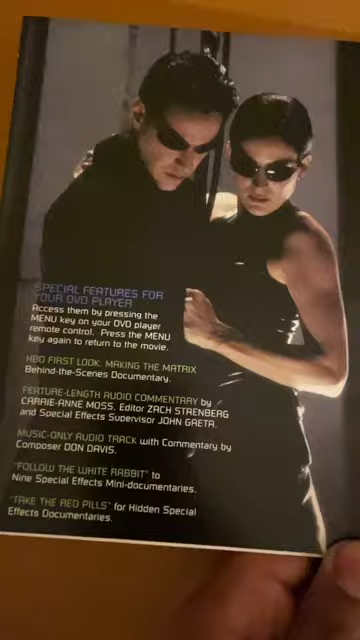 SPECIAL FEATURES FOR
YOUR DVD PLAYER
Access them by pressing the
MENU key on your DVD player
remote control. Press the MENU
key again to return to the movie.
HBO FIRST LOOK: MAKING THE MATRIX
Behind-the-Scenes Documentary.
FEATURE-LENGTH AUDIO COMMENTARY by
CARRIE-ANNE MOSS, Editor ZACH STRENBERG
and Special Effects Supervisor JOHN GAETA.
MUSIC-ONLY AUDIO TRACK with Commentary by
Composer DON DAVIS.
"FOLLOW THE WHITE RABBIT" to
Nine Special Effects Mini-documentaries.
"TAKE THE RED PILLS" for Hidden Special
Effects Documentaries.